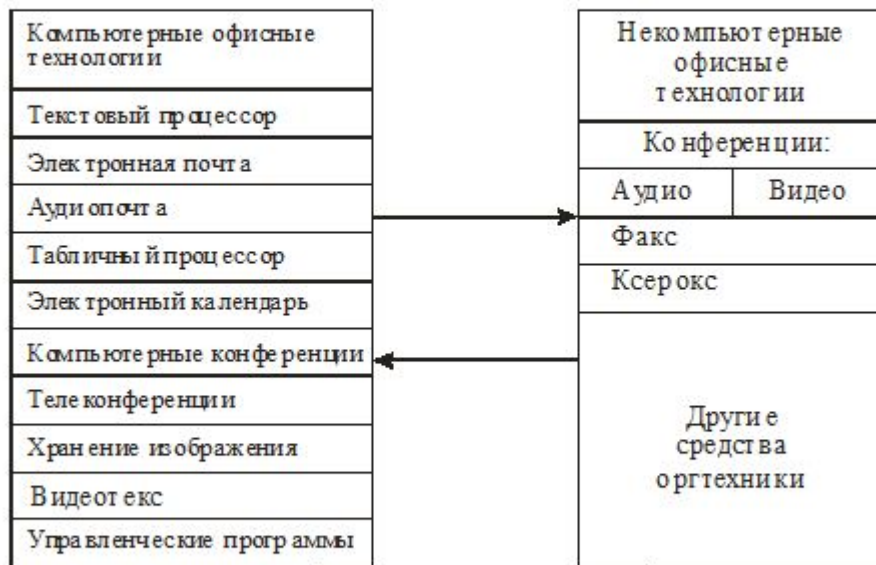 Компьютерные офисные
технологии
Текстовый процессор
Электронная почта
Аудиопочта
Табличный процессор
Электронный календарь
Компьютерные конференции
Телеконференции
Хранение изображения
Видеотекс
Управленческие программы
Некомпьютерные
офисные
технологии
Конференции:
Аудио Видео
Факс
Ксерокс
Другие
средства
оргтехники